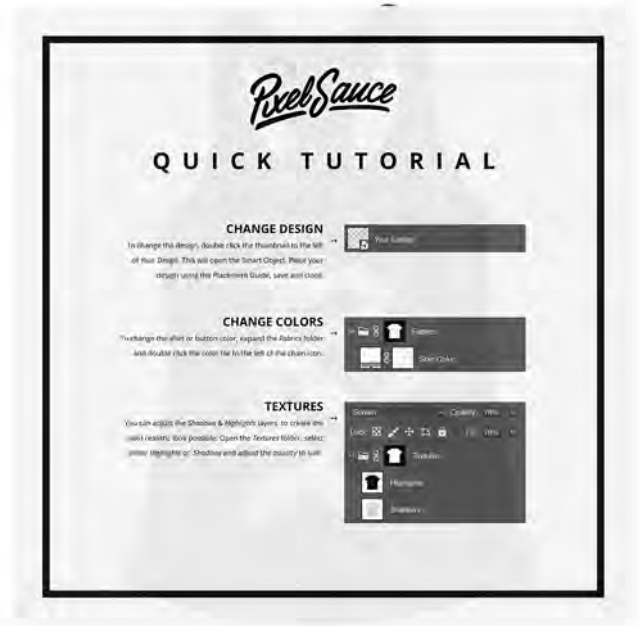 PixelSauce
QUICK TUTORIAL
CHANGE DESIGN
To change the design, double click the thumbnail to the left
of Your Design. This will open the Smart Object. Place your
design using the Placement Guide, save and close.
Your Design
CHANGE COLORS
To change the shirt or button color, expand the Fabrics folder
and double click the color tile to the left of the chain icon.
Fabrics
Shirt Color
TEXTURES
You can adjust the Shadows & Highlights layers, to create the
most realistic look possible. Open the Textures folder, select
either Highlights or Shadows and adjust the opacity to suit.
Screen Opacity: 70%
Lock: 70%
Textures
Highlights
Shadows